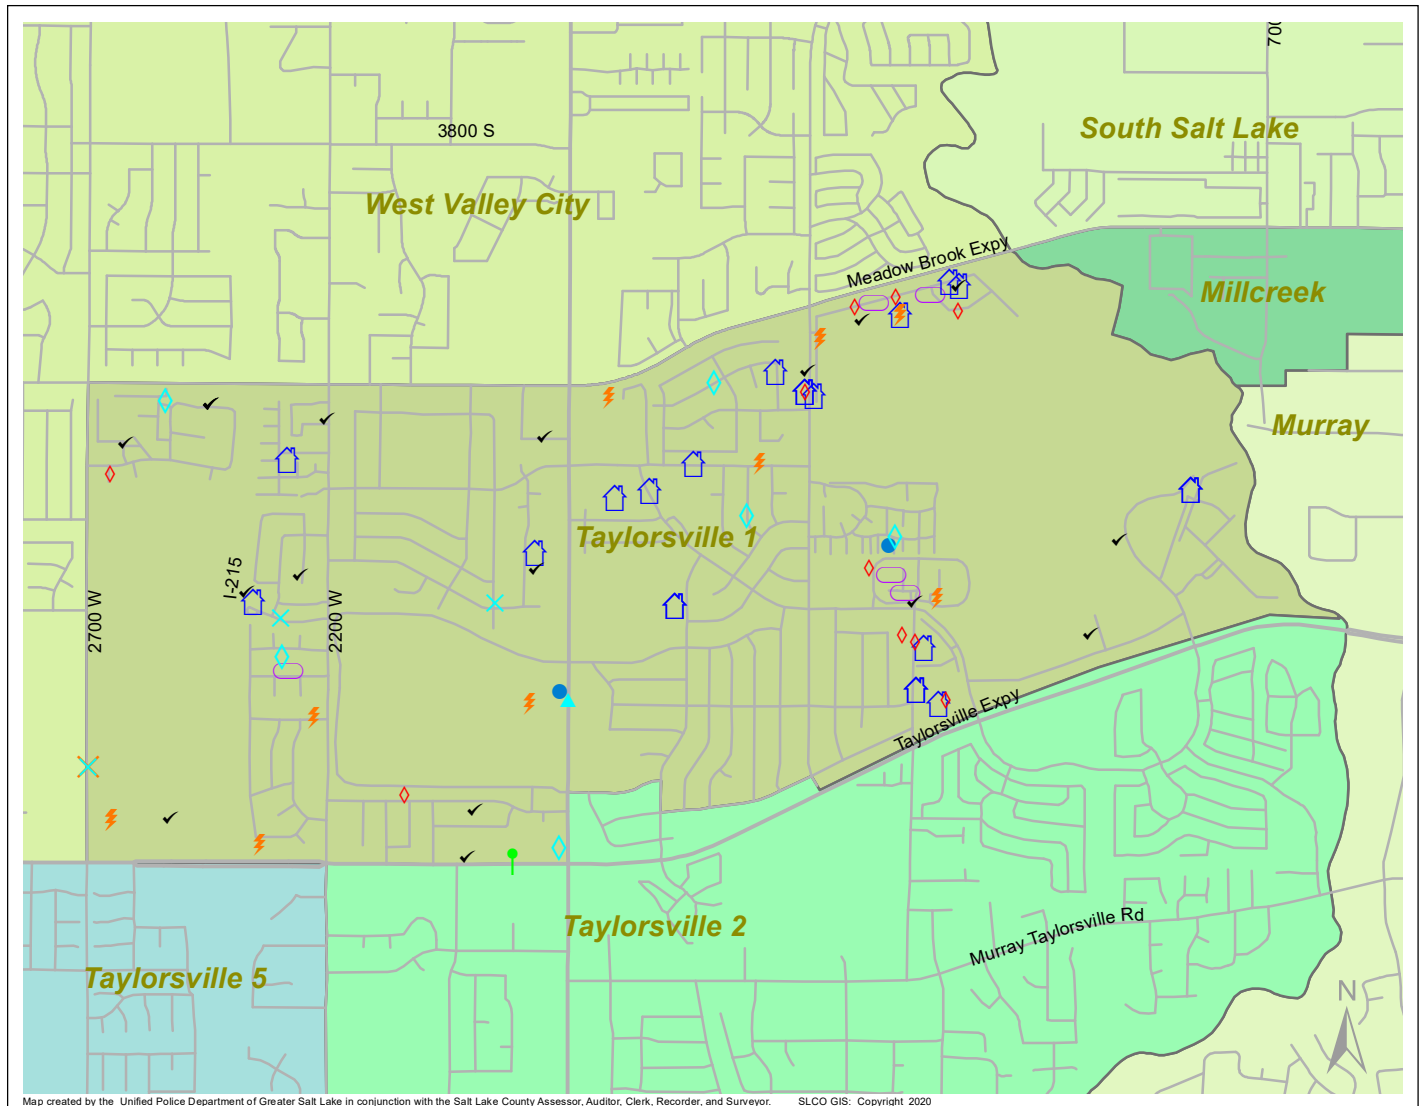 700
3800 S
South Salt Lake
West Valley City
Meadow Brook Expy
Millcreek
Murray
Taylorsville 1
I-215
2700 W
2200 W
Taylorsville Expy
Taylorsville 2
Murray Taylorsville Rd
Taylorsville 5
N
Map created by the Unified Police Department of Greater Salt Lake in conjunction with the Salt Lake County Assessor, Auditor, Clerk, Recorder, and Surveyor. SLCO GIS: Copyright 2020